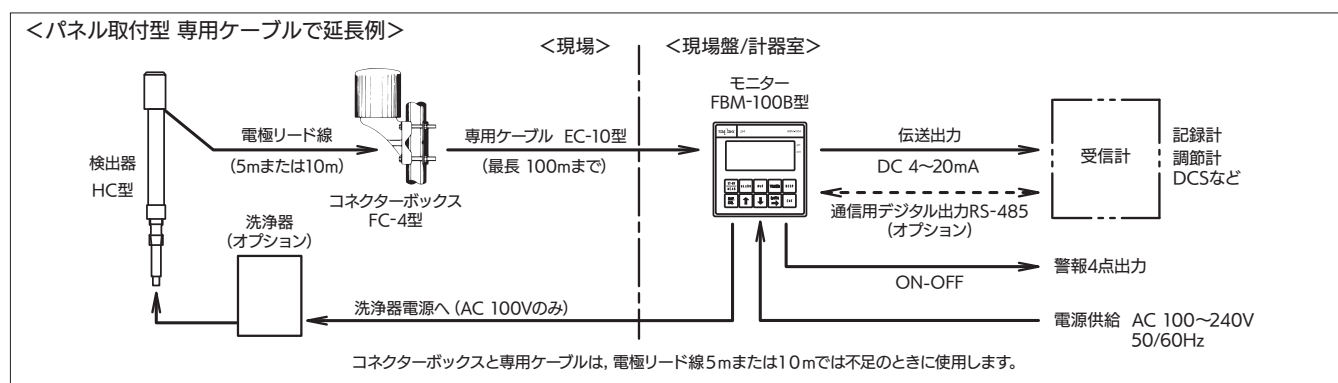 ＜パネル取付型 専用ケーブルで延長例＞
＜現場＞
＜現場盤/計器室＞
モニター
FBM-100B型
電極リード線
(5mまたは10m)
専用ケーブル EC-10型
(最長 100mまで)
伝送出力
DC 4～20mA
受信計
記録計
調節計
DCSなど
検出器
HC型
コネクターボックス
FC-4型
通信用デジタル出力RS-485
(オプション)
洗浄器
(オプション)
ON-OFF
警報4点出力
洗浄器電源へ (AC 100Vのみ)
電源供給 AC 100～240V
50/60Hz
コネクターボックスと専用ケーブルは, 電極リード線5mまたは10mでは不足のときに使用します。